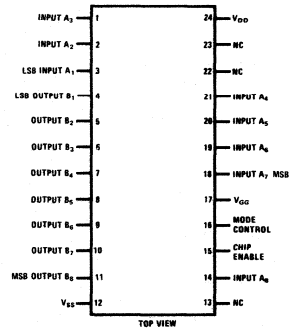 INPUT A₃ 1
INPUT A₂ 2
LSB INPUT A₁ 3
LSB OUTPUT B₁ 4
OUTPUT B₂ 5
OUTPUT B₃ 6
OUTPUT B₄ 7
OUTPUT B₅ 8
OUTPUT B₆ 9
OUTPUT B₇ 10
MSB OUTPUT B₈ 11
VSS 12
24 VDD
23 NC
22 NC
21 INPUT A₄
20 INPUT A₅
19 INPUT A₆
18 INPUT A₇ MSB
17 VGG
16 MODE CONTROL
15 CHIP ENABLE
14 INPUT A₈
13 NC
TOP VIEW